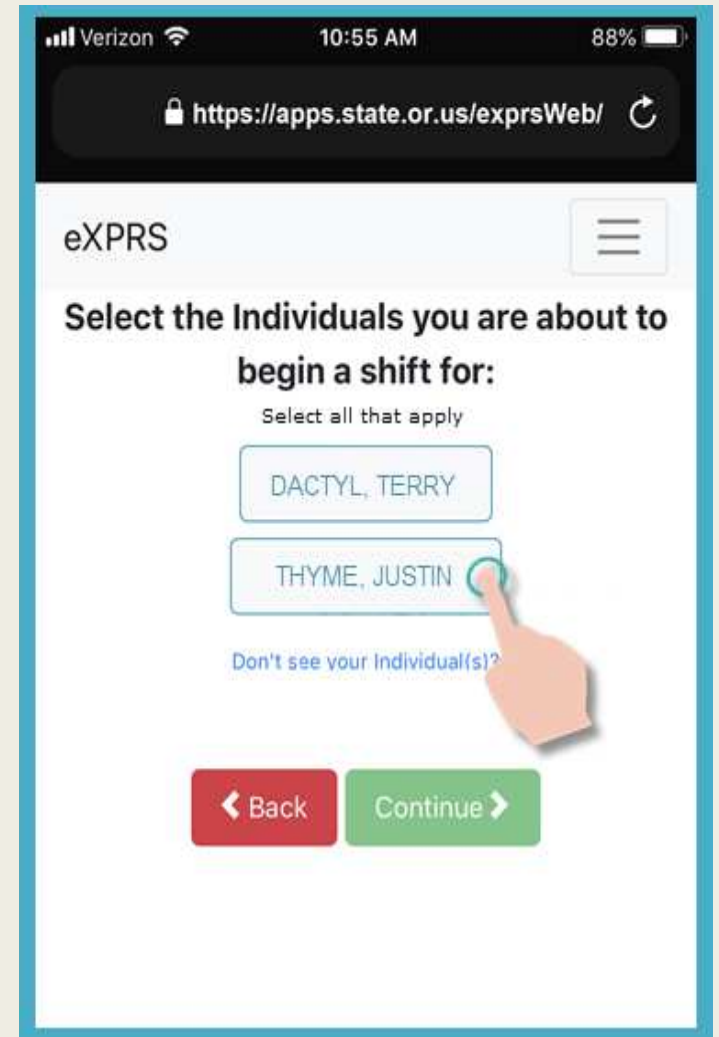 Verizon 10:55 AM 88%
https://apps.state.or.us/exprsWeb/
eXPRS
Select the Individuals you are about to
begin a shift for:
Select all that apply
DACTYL, TERRY
THYME, JUSTIN
Don't see your Individual(s)?
Back Continue